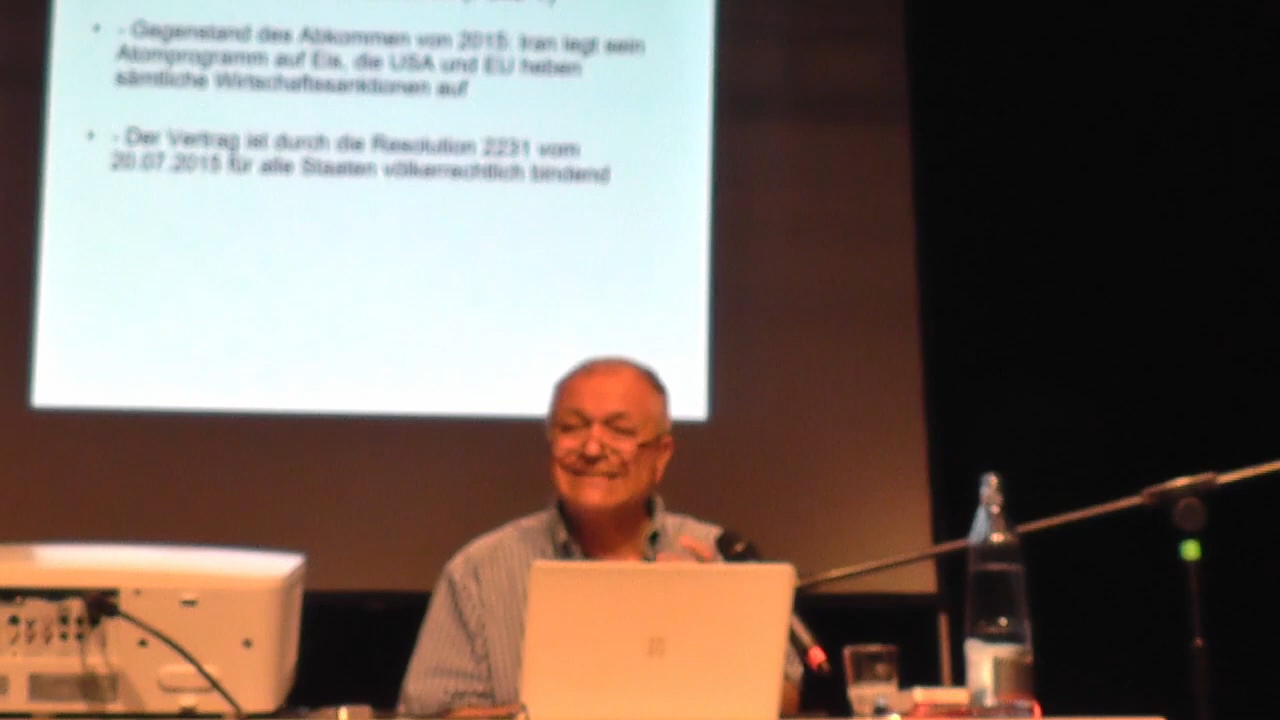 - Gegenstand des Abkommen von 2015: Iran legt sein
Atomprogramm auf Eis, die USA und EU heben
sämtliche Wirtschaftssanktionen auf
- Der Vertrag ist durch die Resolution 2231 vom
20.07.2015 für alle Staaten völkerrechtlich bindend